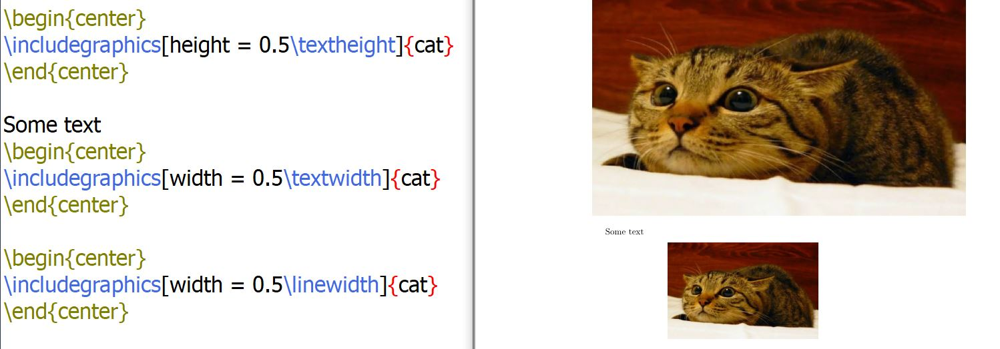 \begin{center}
\includegraphics[height = 0.5\textheight]{cat}
\end{center}
Some text
\begin{center}
\includegraphics[width = 0.5\textwidth]{cat}
\end{center}
\begin{center}
\includegraphics[width = 0.5\linewidth]{cat}
\end{center}
Some text